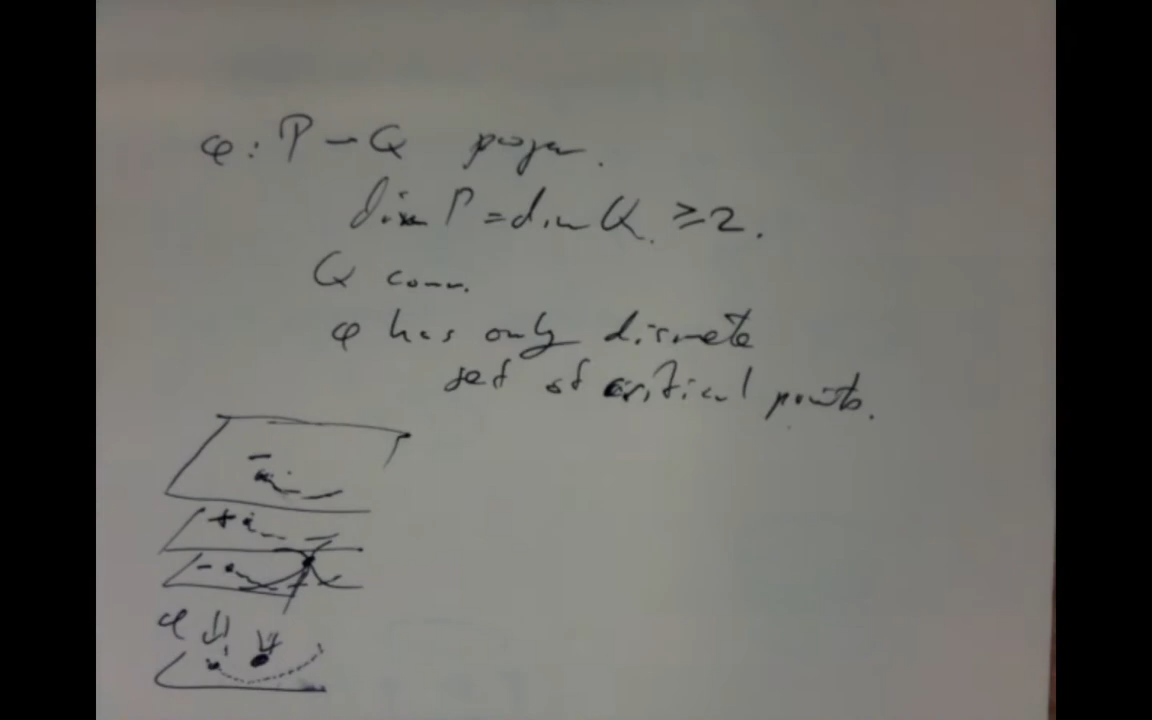 φ: P → Q proper.
dim P = dim Q ≥ 2.
Q conn.
φ has only discrete
set of critical points.
-
+
-
φ